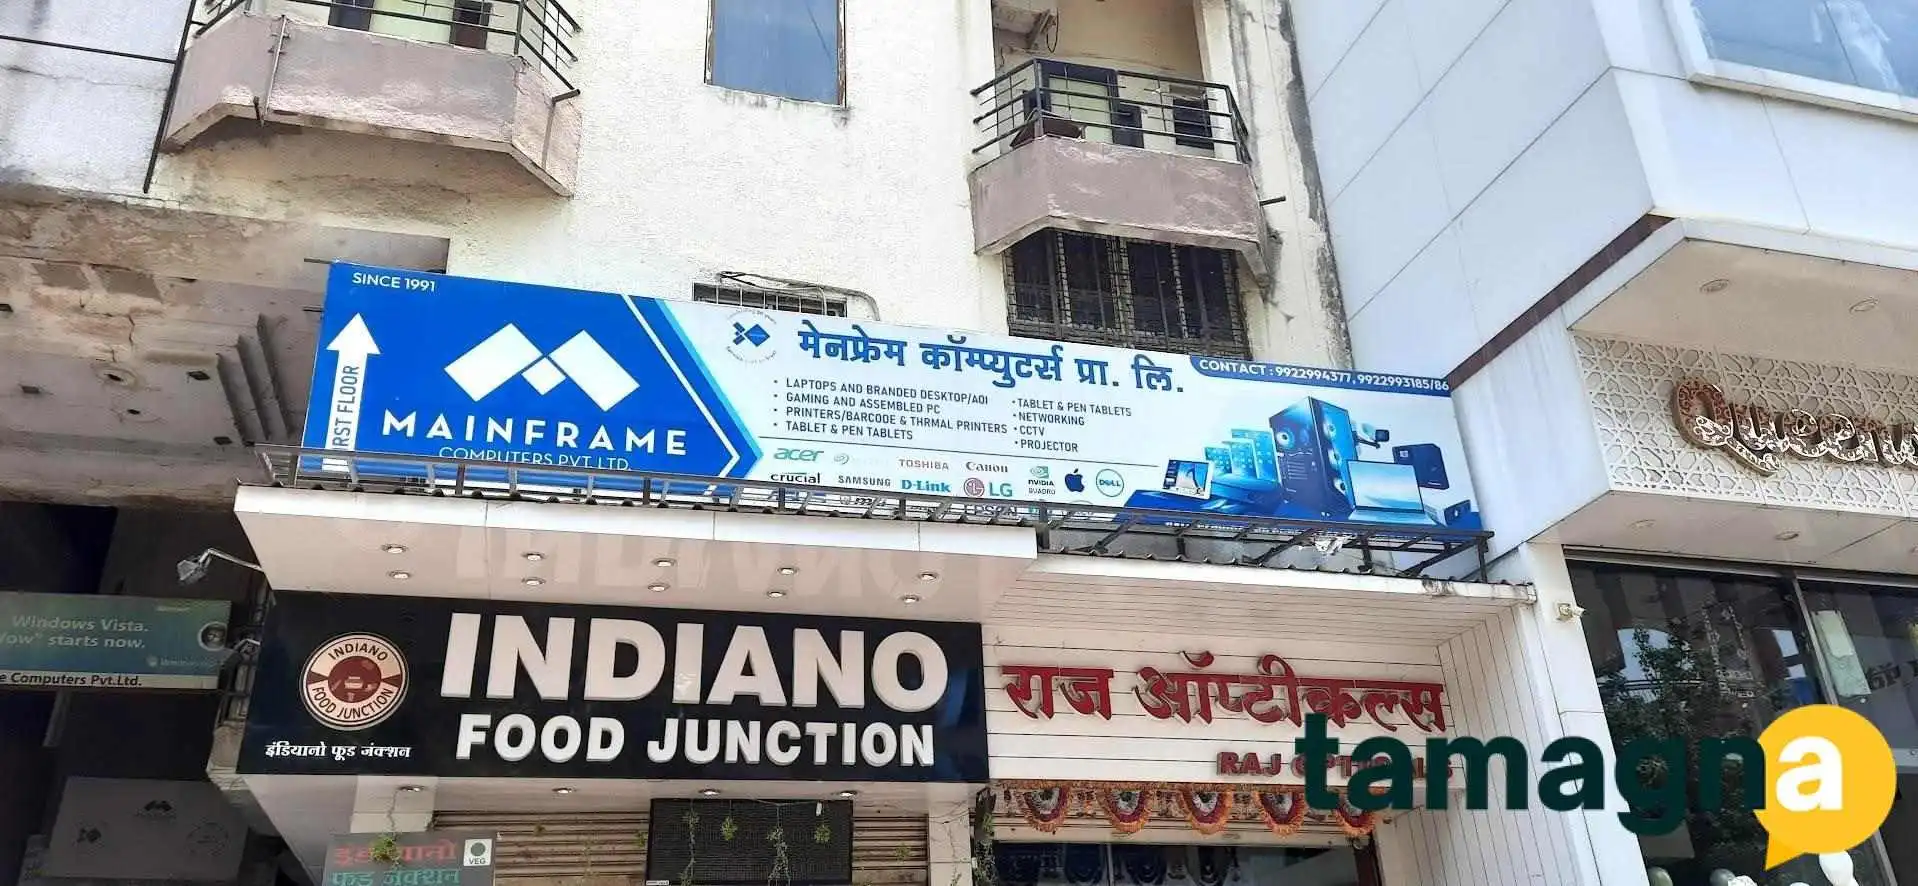 SINCE 1991
RST FLOOR
MAINFRAME
COMPUTERS PVT. LTD.
मेनफ्रेम कॉम्प्युटर्स प्रा. लि.
CONTACT : 9922994377, 9922993185/86
• LAPTOPS AND BRANDED DESKTOP/AOI
• GAMING AND ASSEMBLED PC
• PRINTERS/BARCODE & THRMAL PRINTERS
• TABLET & PEN TABLETS
• TABLET & PEN TABLETS
• NETWORKING
• CCTV
• PROJECTOR
acer TOSHIBA Canon NVIDIA QUADRO DELL
crucial SAMSUNG D-Link LG
EPSON
Windows Vista.
starts now.
e Computers Pvt.Ltd.
INDIANO
FOOD JUNCTION
इंडियानो फूड जंक्शन
INDIANO
FOOD JUNCTION
राज ऑप्टीकल्स
RAJ
इंडियानो
फुड जंक्शन
VEG
tamagna